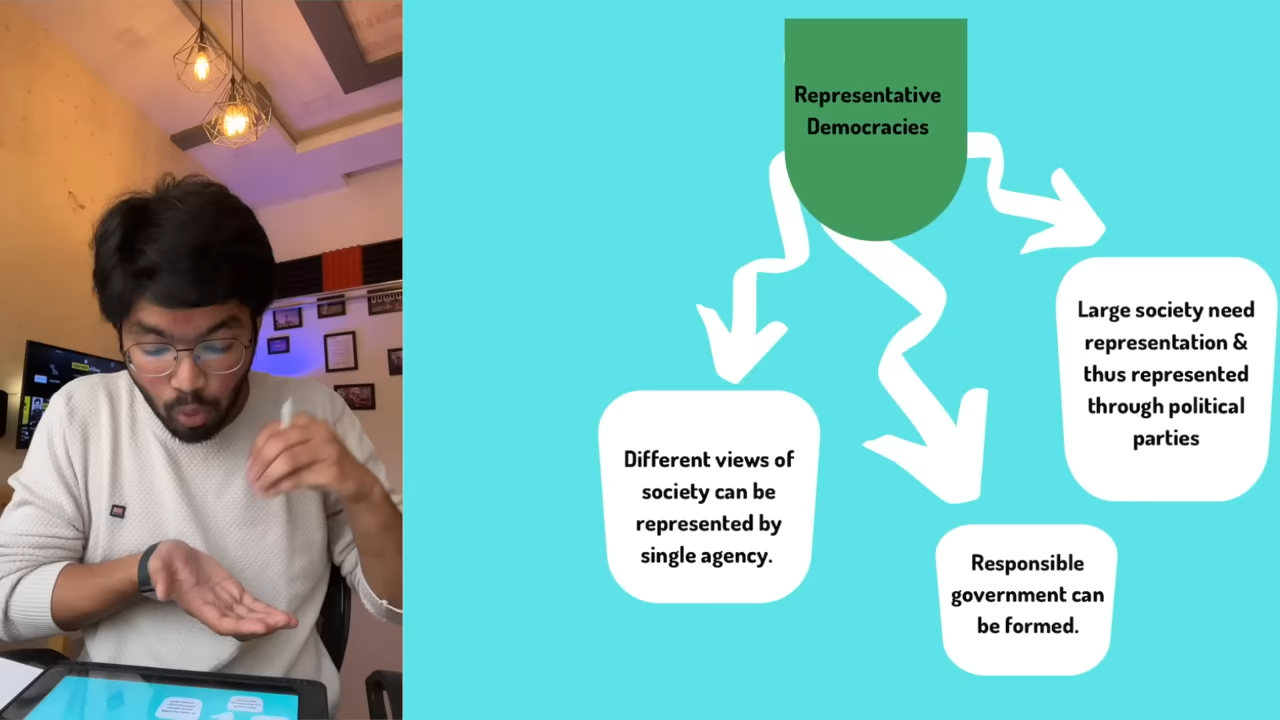 Representative
Democracies
Different views of
society can be
represented by
single agency.
Responsible
government can
be formed.
Large society need
representation &
thus represented
through political
parties